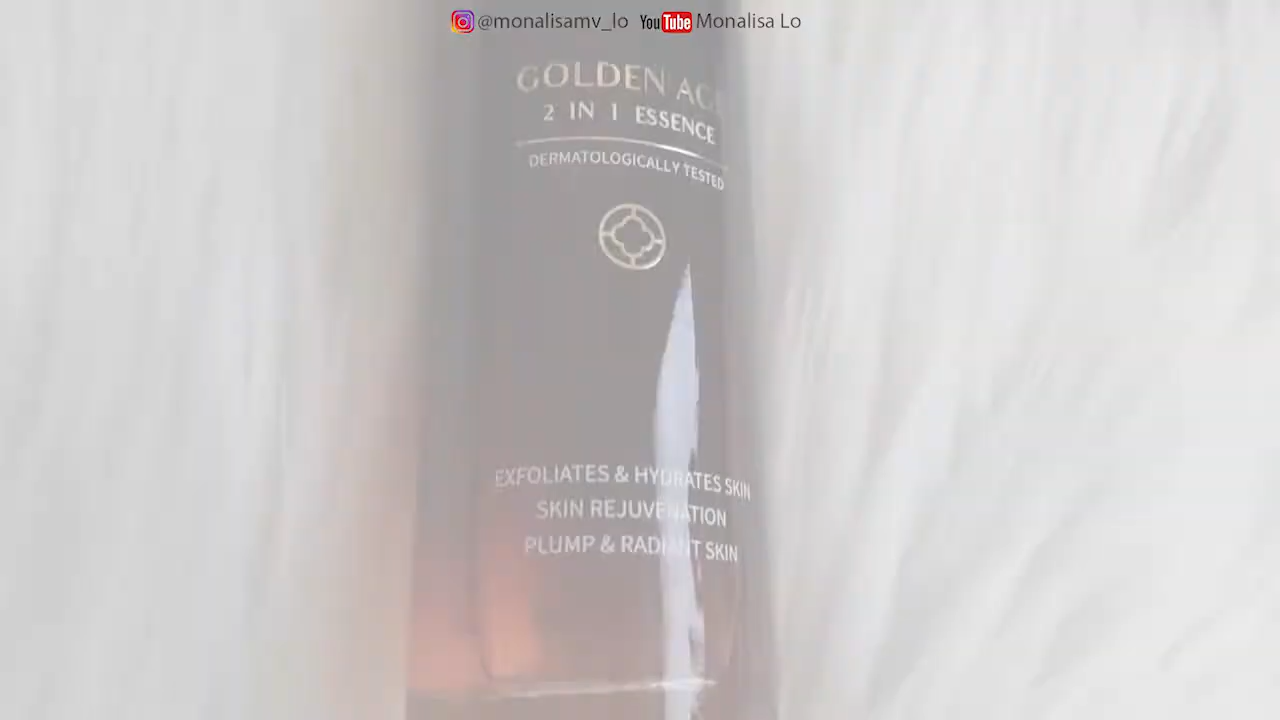 @monalisamv_lo YouTube Monalisa Lo
GOLDEN AGE
2 IN 1 ESSENCE
DERMATOLOGICALLY TESTED
EXFOLIATES & HYDRATES SKIN
SKIN REJUVENATION
PLUMP & RADIANT SKIN